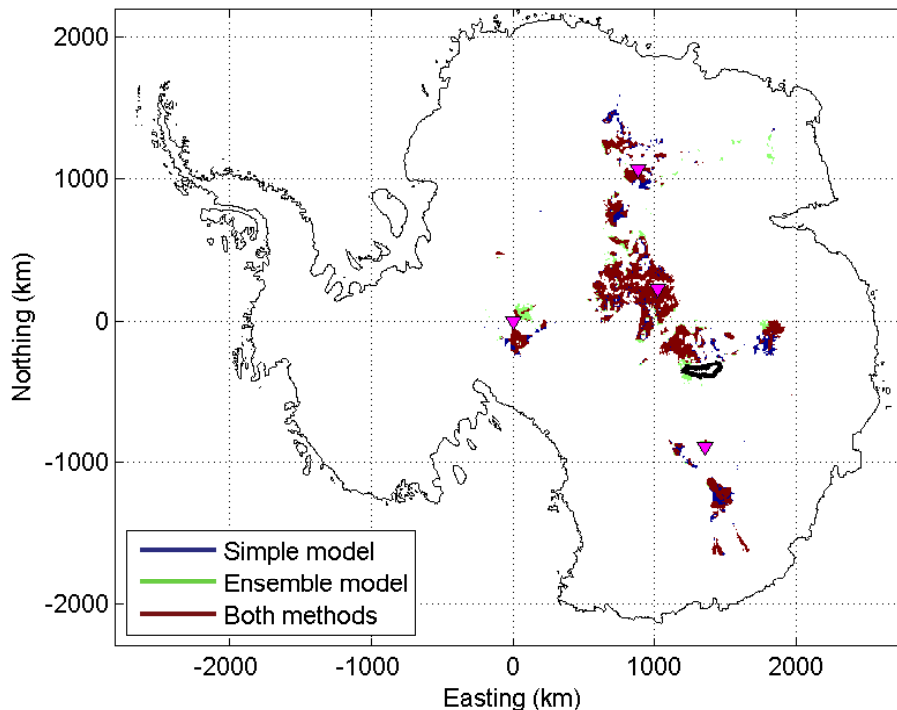 2000
1000
0
-1000
-2000
Northing (km)
Simple model
Ensemble model
Both methods
-2000 -1000 0 1000 2000
Easting (km)